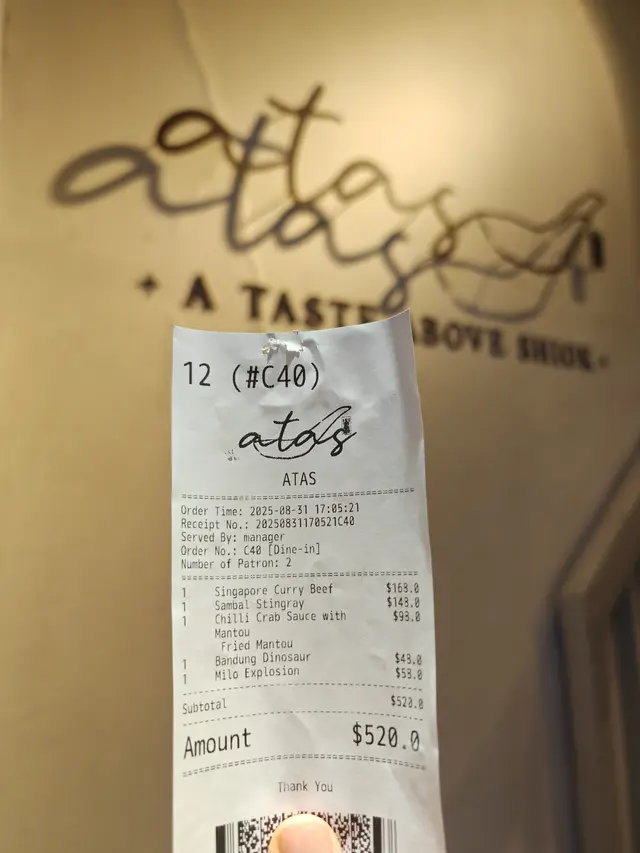 atas
+ A TASTE ABOVE SHIOK +
12 (#C40)
atas
ATAS
Order Time: 2025-08-31 17:05:21
Receipt No.: 20250831170521C40
Served By: manager
Order No.: C40 [Dine-in]
Number of Patron: 2
1 Singapore Curry Beef $168.0
1 Sambal Stingray $148.0
1 Chilli Crab Sauce with $98.0
Mantou
Fried Mantou
1 Bandung Dinosaur $48.0
1 Milo Explosion $58.0
Subtotal $520.0
Amount $520.0
Thank You